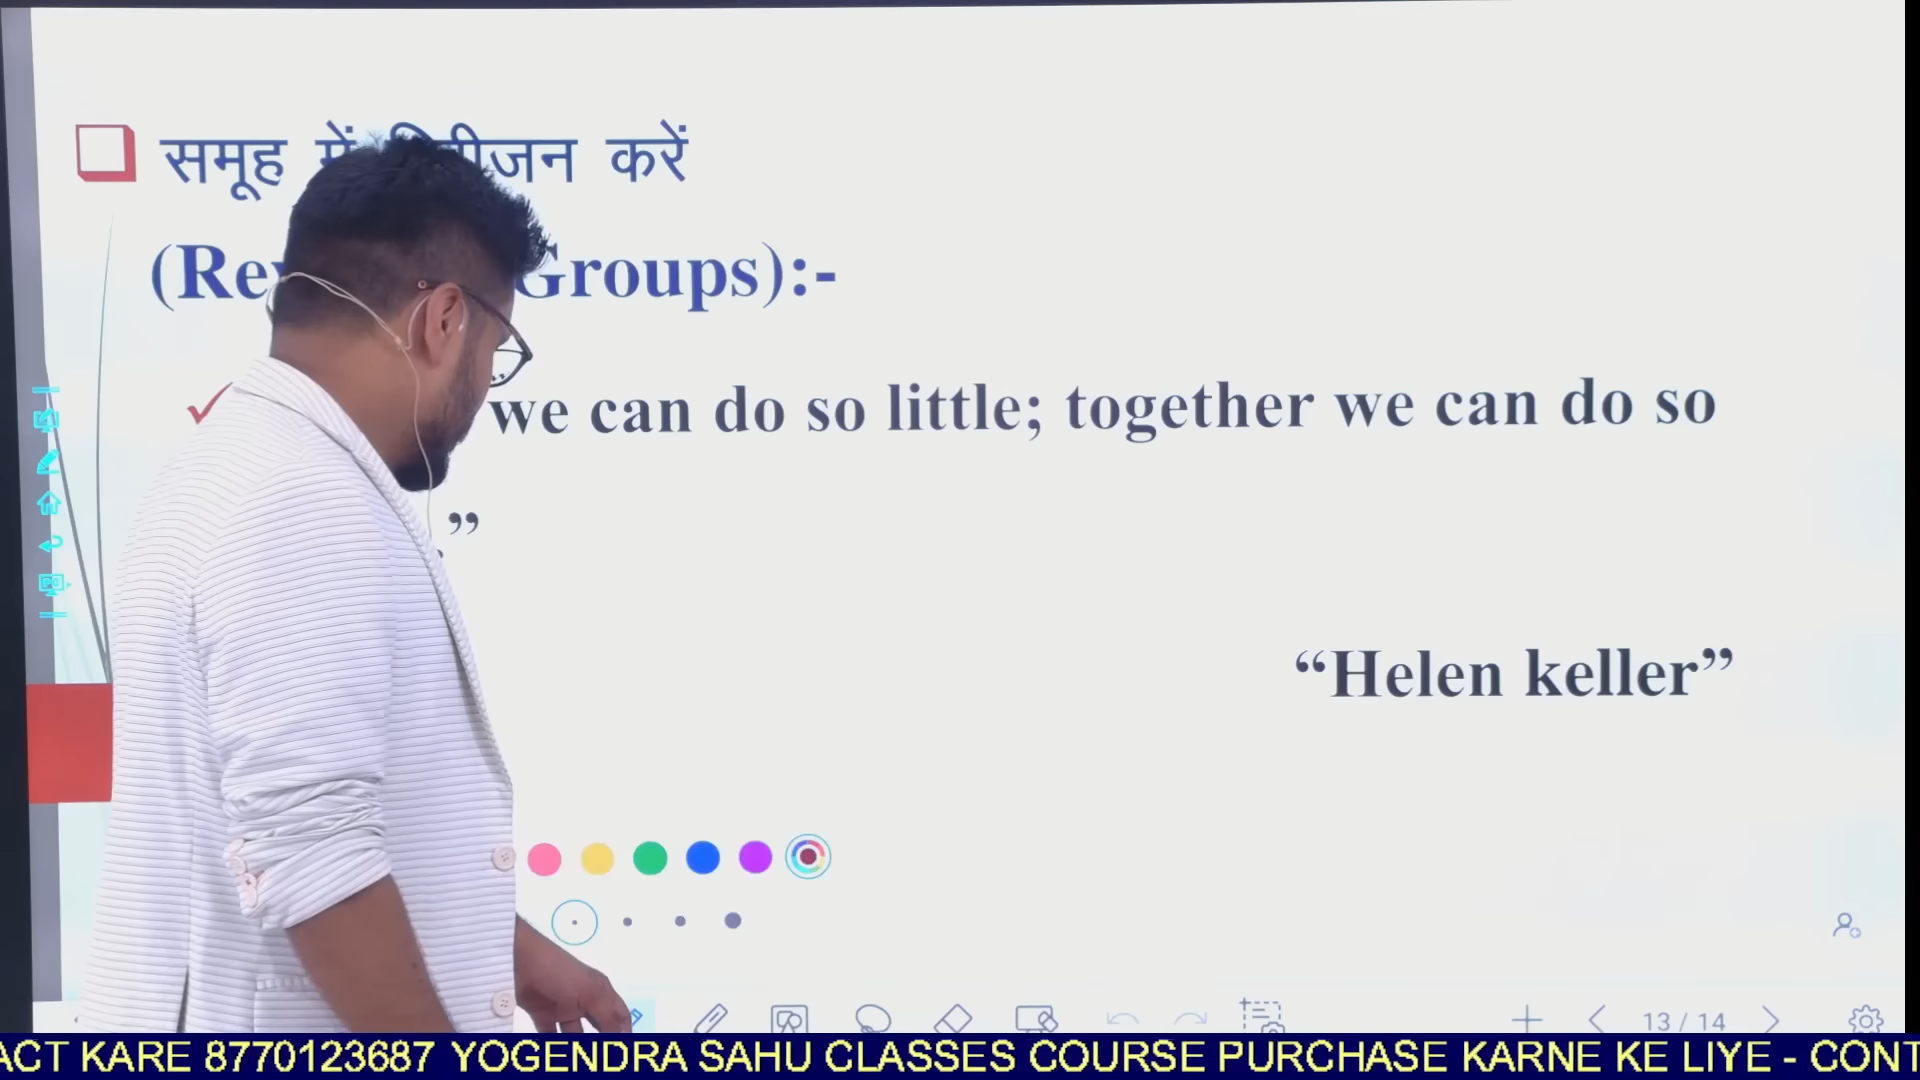 समूह में रिवीजन करें
Groups):-
we can do so little; together we can do so
”
“Helen keller”
13 / 14
ACT KARE 8770123687 YOGENDRA SAHU CLASSES COURSE PURCHASE KARNE KE LIYE - CONT